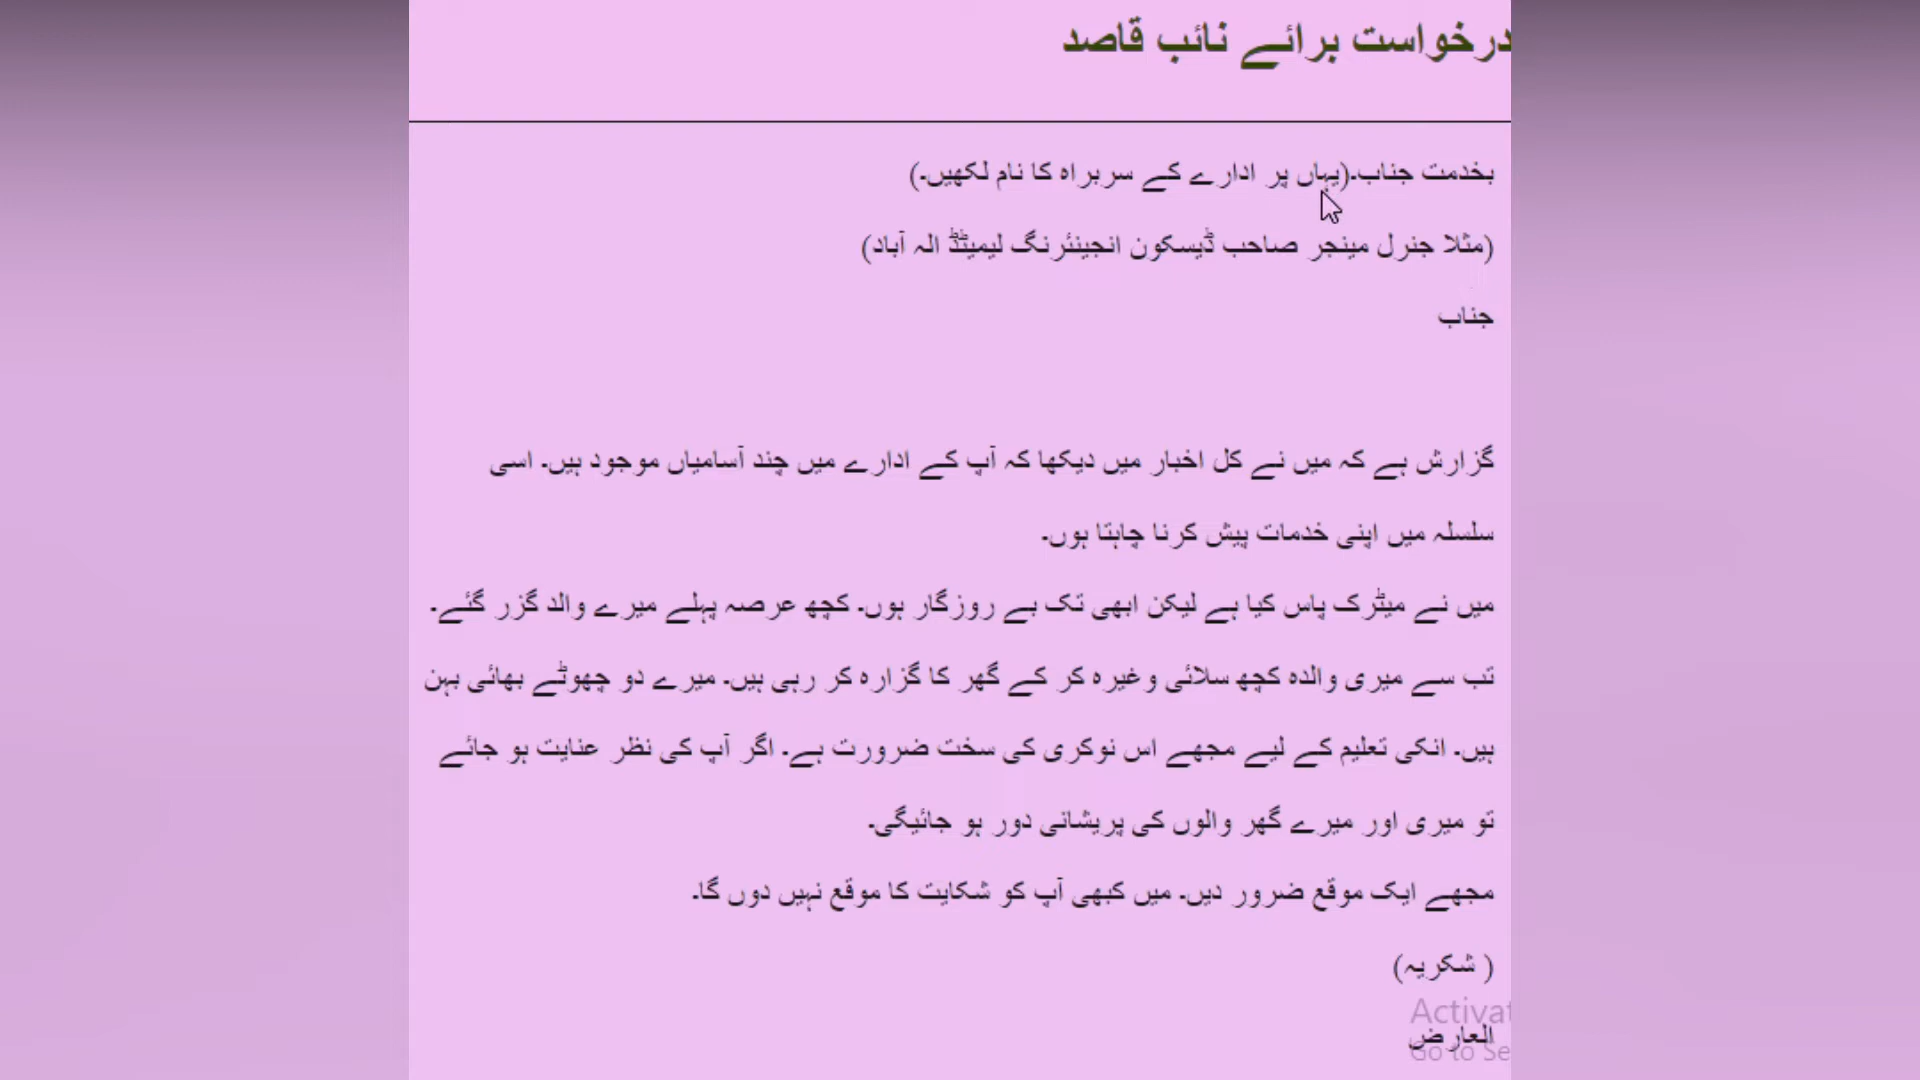 درخواست برائے نائب قاصد
بخدمت جناب۔(یہاں پر ادارے کے سربراہ کا نام لکھیں۔)
(مثلا جنرل مینجر صاحب ڈیسکون انجینئرنگ لیمیٹڈ الہ آباد)
جناب
گزارش ہے کہ میں نے کل اخبار میں دیکھا کہ آپ کے ادارے میں چند آسامیاں موجود ہیں۔ اسی
سلسلہ میں اپنی خدمات پیش کرنا چاہتا ہوں۔
میں نے میٹرک پاس کیا ہے لیکن ابھی تک بے روزگار ہوں۔ کچھ عرصہ پہلے میرے والد گزر گئے۔
تب سے میری والدہ کچھ سلائی وغیرہ کر کے گھر کا گزارہ کر رہی ہیں۔ میرے دو چھوٹے بھائی بہن
ہیں۔ انکی تعلیم کے لیے مجھے اس نوکری کی سخت ضرورت ہے۔ اگر آپ کی نظر عنایت ہو جائے
تو میری اور میرے گھر والوں کی پریشانی دور ہو جائیگی۔
مجھے ایک موقع ضرور دیں۔ میں کبھی آپ کو شکایت کا موقع نہیں دوں گا۔
( شکریہ)
Activat
العارض
Go to Se